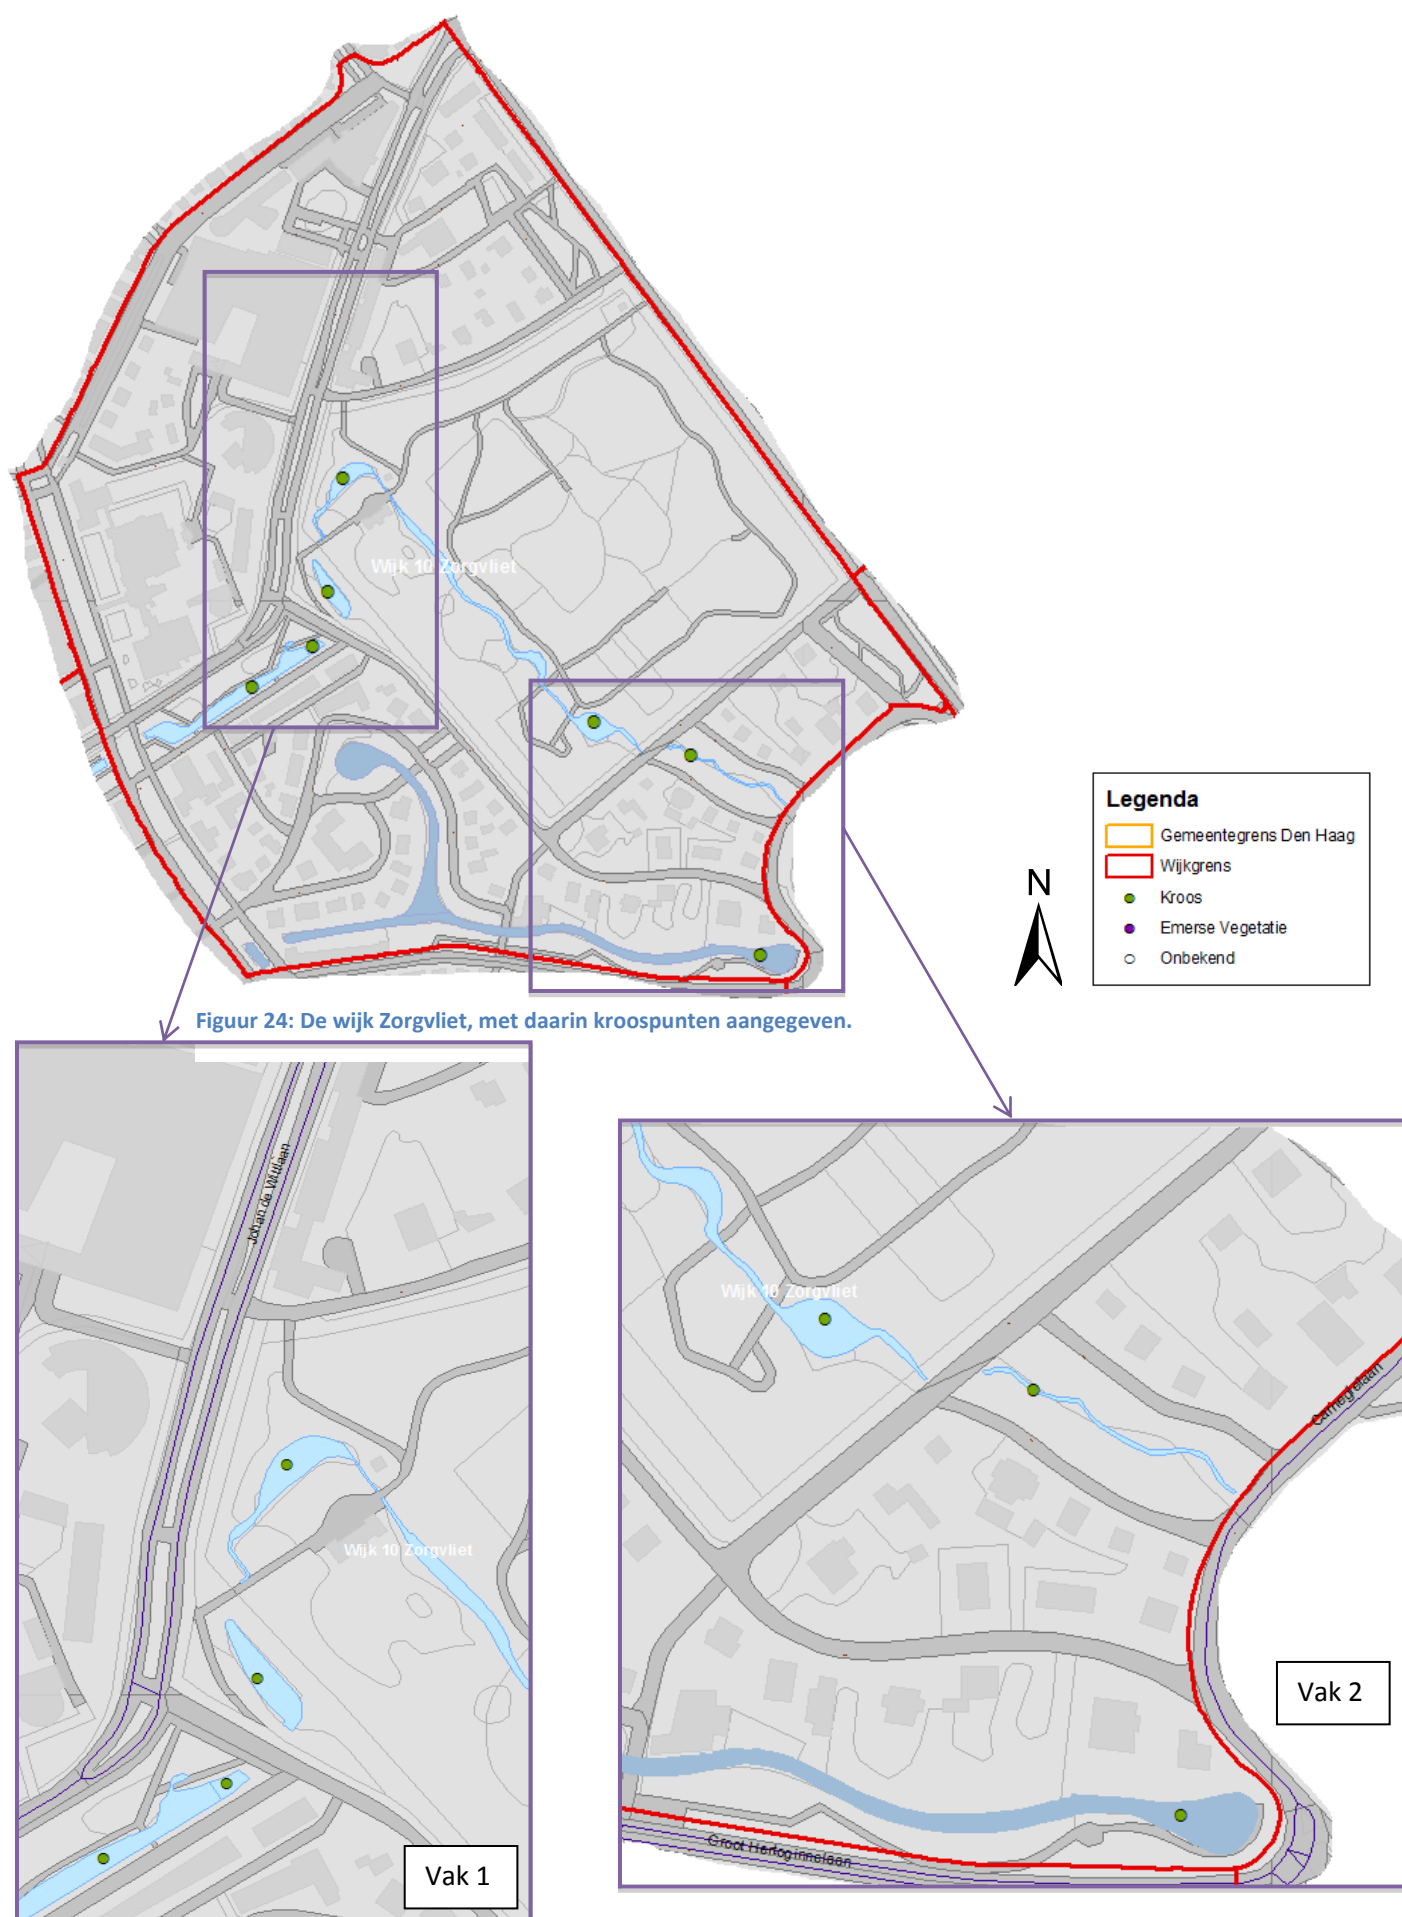 Wijk 10 Zorgvliet
Legenda
Gemeentegrens Den Haag
Wijkgrens
Kroos
Emerse Vegetatie
Onbekend
N
Figuur 24: De wijk Zorgvliet, met daarin kroospunten aangegeven.
Johan de Wittlaan
Wijk 10 Zorgvliet
Vak 1
Wijk 10 Zorgvliet
Carnegielaan
Vak 2
Groot Hertoginnelaan